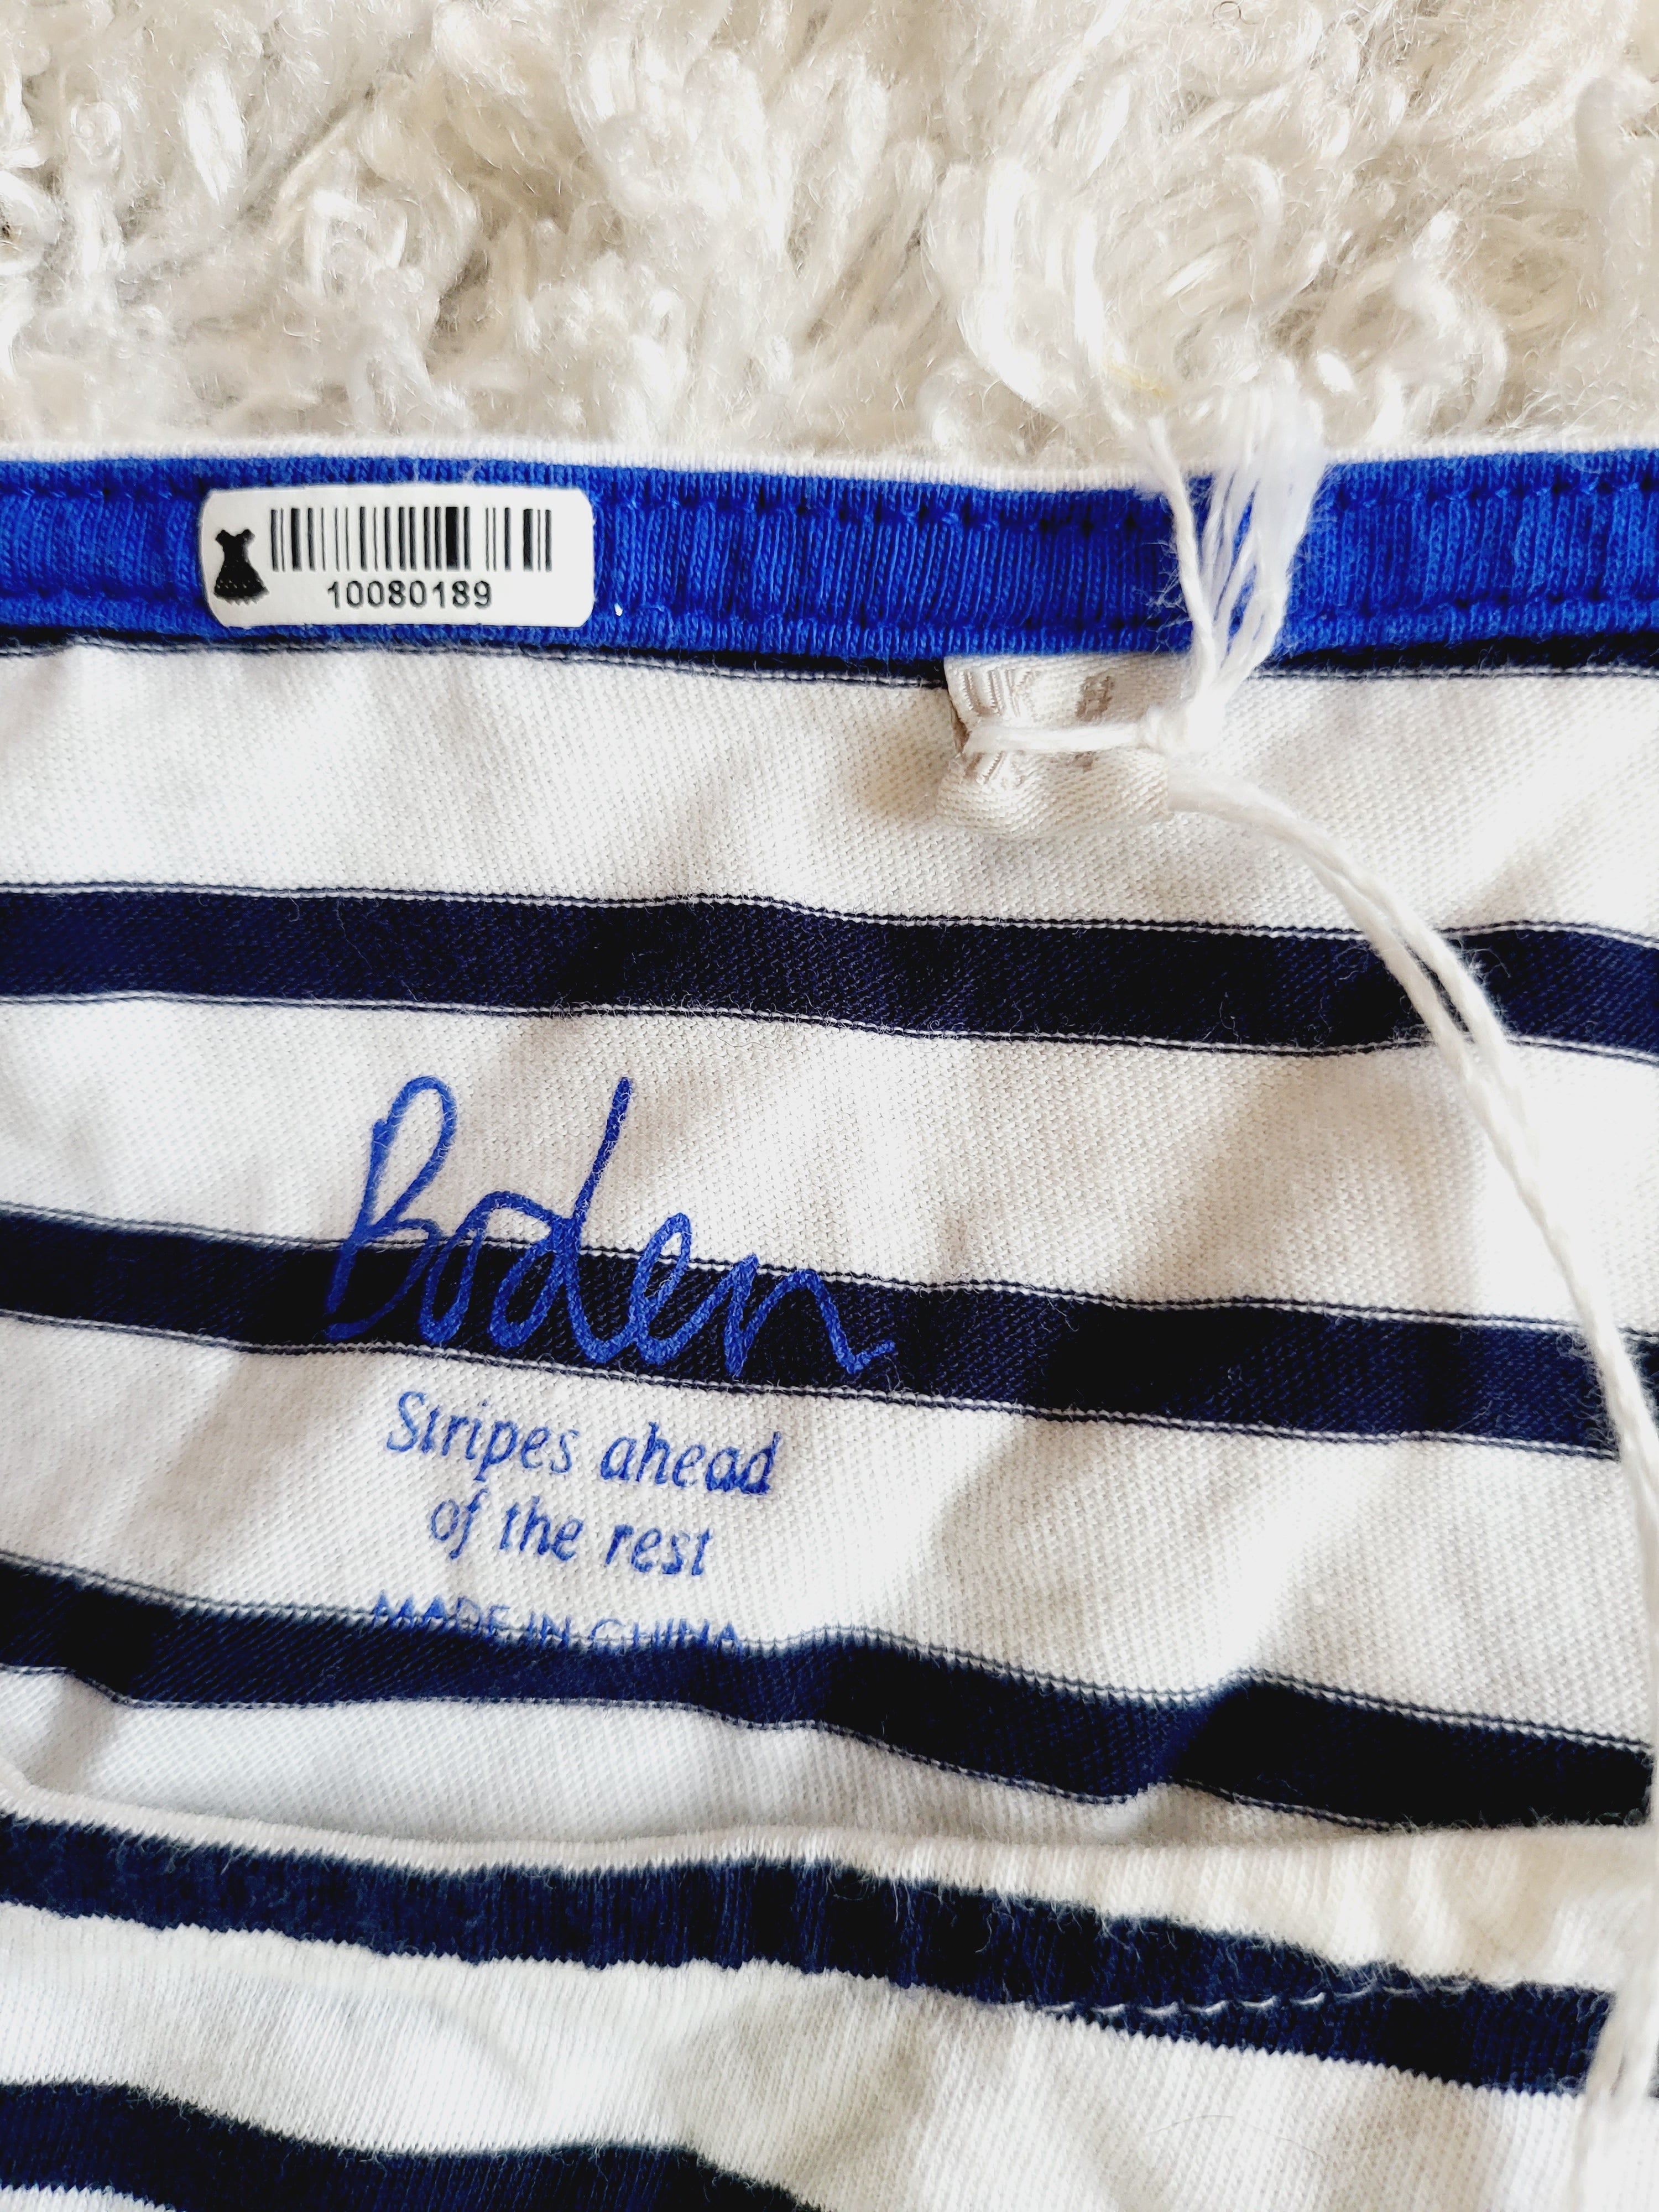 10080189
Boden
Stripes ahead
of the rest
MADE IN CHINA